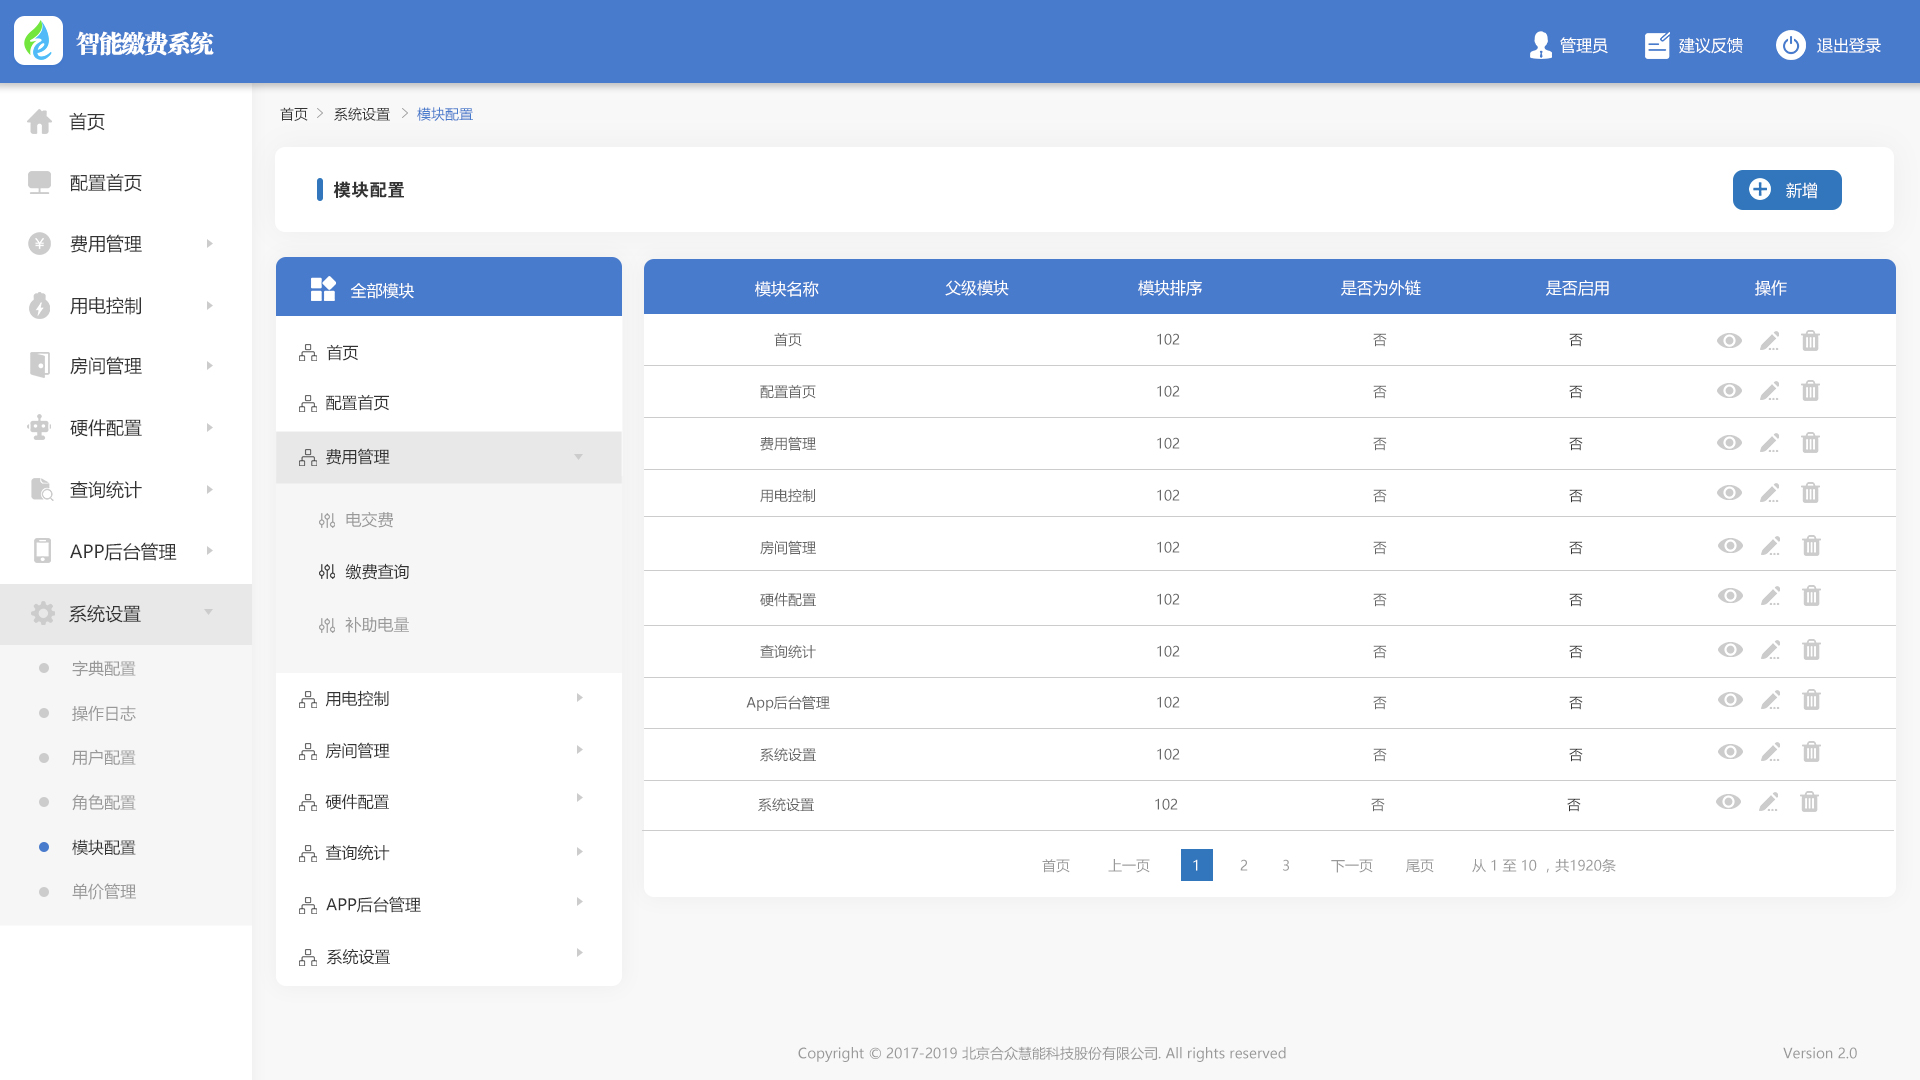 智能缴费系统
管理员 建议反馈 退出登录
首页
配置首页
费用管理
用电控制
房间管理
硬件配置
查询统计
APP后台管理
系统设置
字典配置
操作日志
用户配置
角色配置
模块配置
单价管理
首页 > 系统设置 > 模块配置
模块配置
新增
全部模块
首页
配置首页
费用管理
电交费
缴费查询
补助电量
用电控制
房间管理
硬件配置
查询统计
APP后台管理
系统设置
模块名称 父级模块 模块排序 是否为外链 是否启用 操作
首页 102 否 否
配置首页 102 否 否
费用管理 102 否 否
用电控制 102 否 否
房间管理 102 否 否
硬件配置 102 否 否
查询统计 102 否 否
App后台管理 102 否 否
系统设置 102 否 否
系统设置 102 否 否
首页 上一页 1 2 3 下一页 尾页 从 1 至 10 ，共1920条
Copyright © 2017-2019 北京合众慧能科技股份有限公司. All rights reserved
Version 2.0